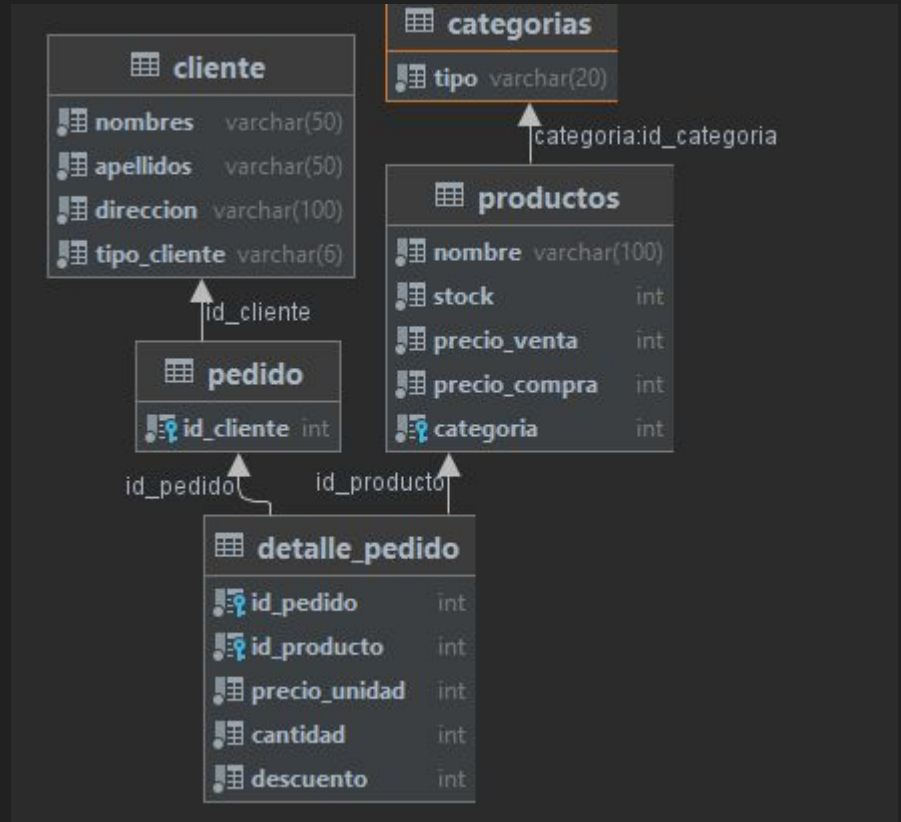 cliente
nombres varchar(50)
apellidos varchar(50)
direccion varchar(100)
tipo_cliente varchar(6)
id_cliente
pedido
id_cliente int
id_pedido
categorias
tipo varchar(20)
categoria:id_categoria
productos
nombre varchar(100)
stock int
precio_venta int
precio_compra int
categoria int
id_producto
detalle_pedido
id_pedido int
id_producto int
precio_unidad int
cantidad int
descuento int